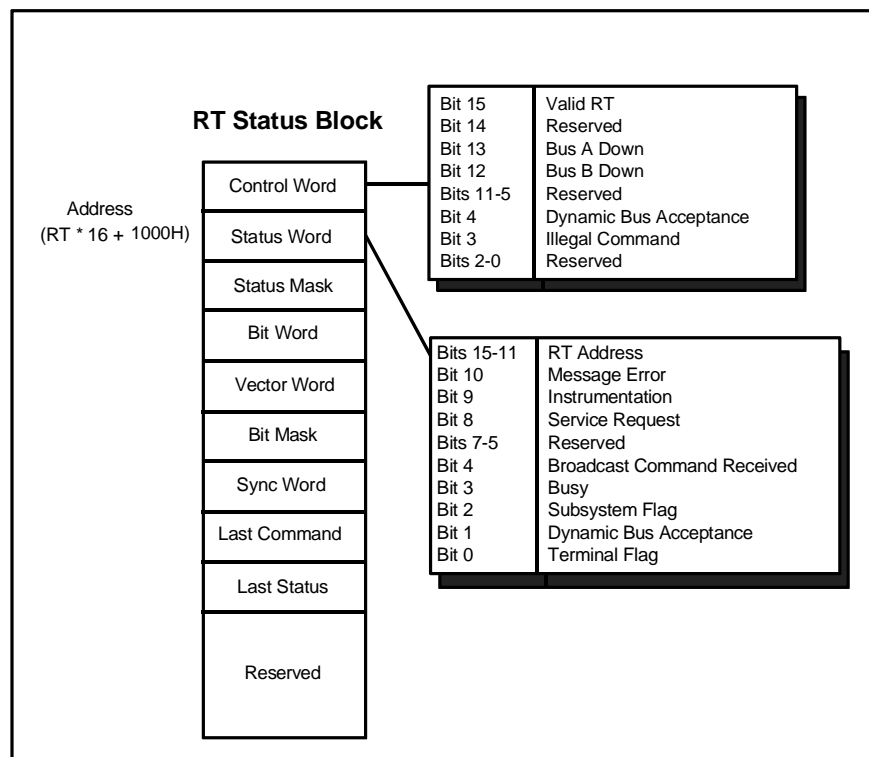 RT Status Block
Address
(RT * 16 + 1000H)
Control Word
Status Word
Status Mask
Bit Word
Vector Word
Bit Mask
Sync Word
Last Command
Last Status
Reserved
Bit 15 Valid RT
Bit 14 Reserved
Bit 13 Bus A Down
Bit 12 Bus B Down
Bits 11-5 Reserved
Bit 4 Dynamic Bus Acceptance
Bit 3 Illegal Command
Bits 2-0 Reserved
Bits 15-11 RT Address
Bit 10 Message Error
Bit 9 Instrumentation
Bit 8 Service Request
Bits 7-5 Reserved
Bit 4 Broadcast Command Received
Bit 3 Busy
Bit 2 Subsystem Flag
Bit 1 Dynamic Bus Acceptance
Bit 0 Terminal Flag